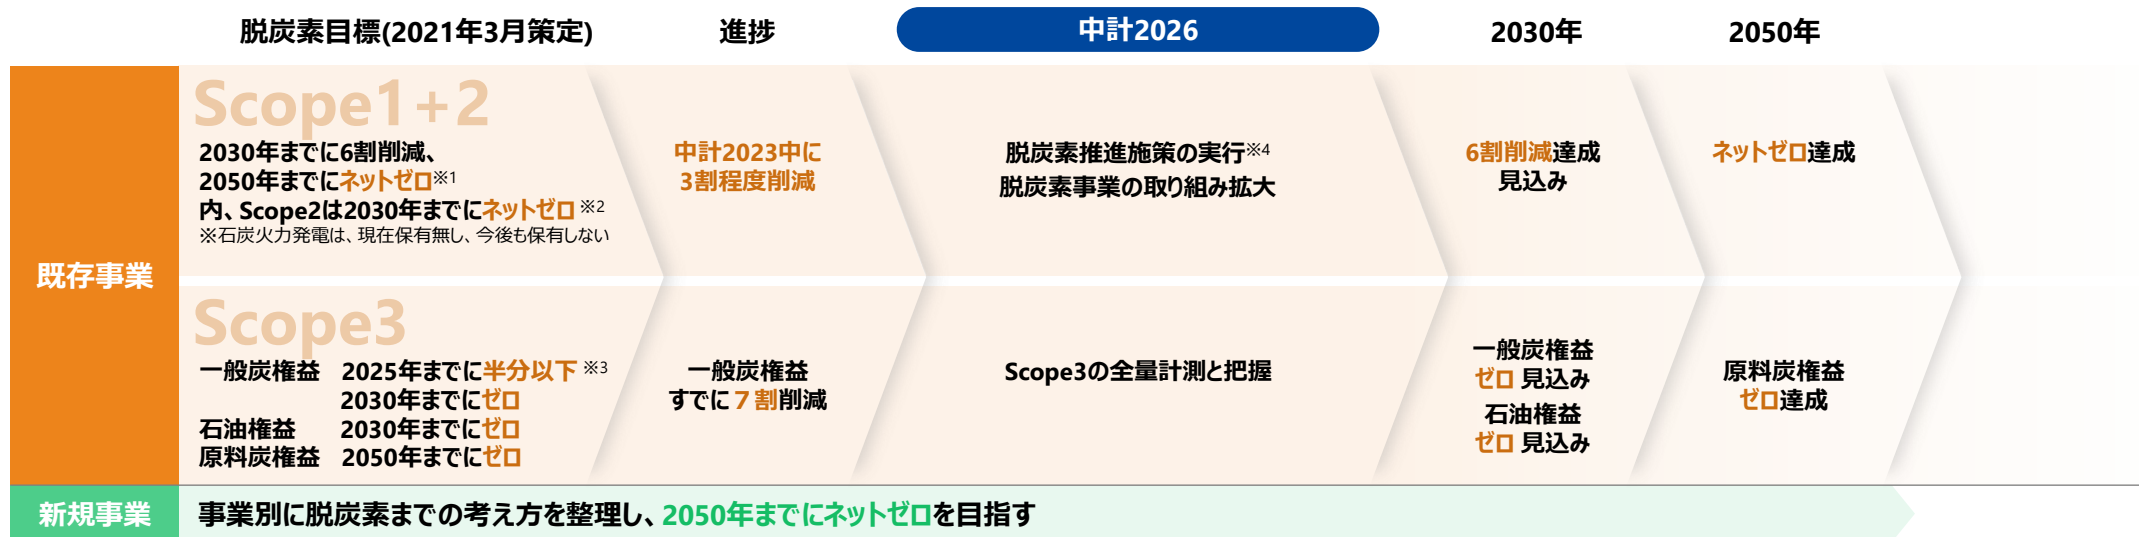 脱炭素目標(2021年3月策定)
進捗
中計2026
2030年
2050年
既存事業
Scope1+2
2030年までに6割削減、
2050年までにネットゼロ※1
内、Scope2は2030年までにネットゼロ※2
※石炭火力発電は、現在保有無し、今後も保有しない
中計2023中に
3割程度削減
脱炭素推進施策の実行※4
脱炭素事業の取り組み拡大
6割削減達成
見込み
ネットゼロ達成
Scope3
一般炭権益 2025年までに半分以下※3
2030年までにゼロ
石油権益 2030年までにゼロ
原料炭権益 2050年までにゼロ
一般炭権益
すでに７割削減
Scope3の全量計測と把握
一般炭権益
ゼロ 見込み
石油権益
ゼロ 見込み
原料炭権益
ゼロ達成
新規事業
事業別に脱炭素までの考え方を整理し、2050年までにネットゼロを目指す